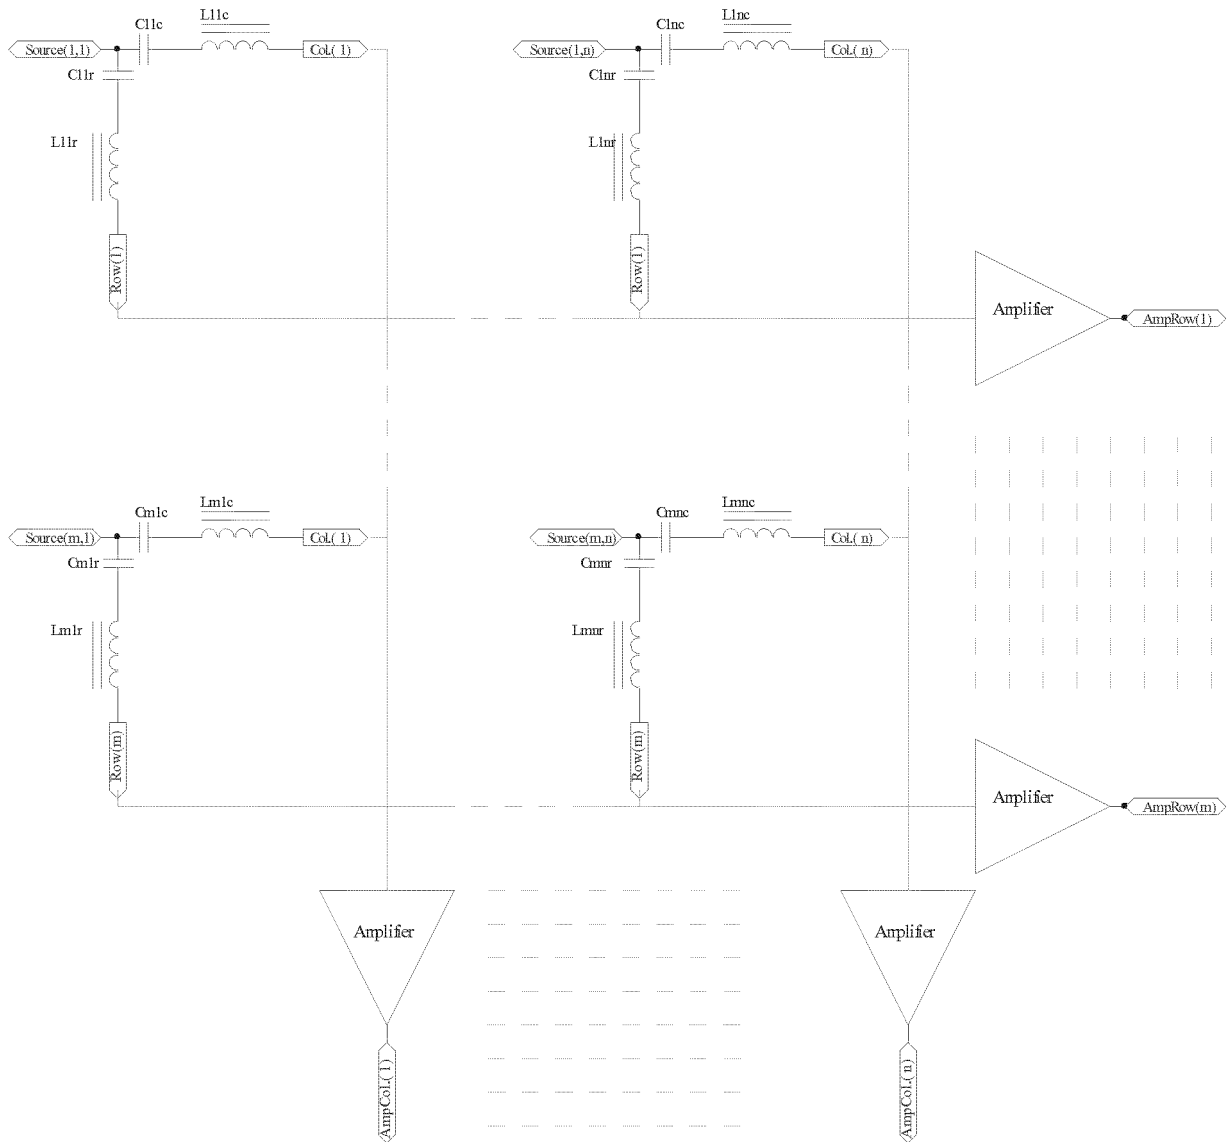 C11c
L11c
C1nc
L1nc
Source(1,1)
Col.( 1)
Source(1,n)
Col.( n)
C11r
C1nr
L11r
L1nr
Row(1)
Row(1)
Amplifier
AmpRow(1)
Cm1c
Lm1c
Cmnc
Lmnc
Source(m,1)
Col.( 1)
Source(m,n)
Col.( n)
Cm1r
Cmnr
Lm1r
Lmnr
Row(m)
Row(m)
Amplifier
AmpRow(m)
Amplifier
Amplifier
AmpCol.( 1)
AmpCol.( n)